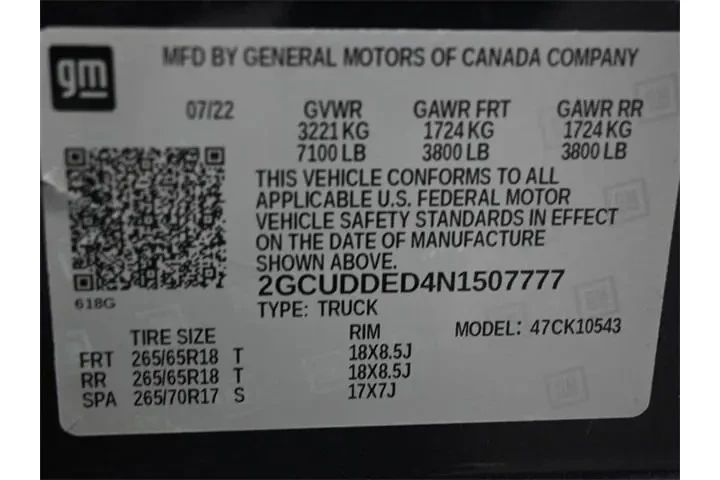 gm
MFD BY GENERAL MOTORS OF CANADA COMPANY
07/22 GVWR GAWR FRT GAWR RR
3221 KG 1724 KG 1724 KG
7100 LB 3800 LB 3800 LB
THIS VEHICLE CONFORMS TO ALL
APPLICABLE U.S. FEDERAL MOTOR
VEHICLE SAFETY STANDARDS IN EFFECT
ON THE DATE OF MANUFACTURE
SHOWN ABOVE.
2GCUDDED4N1507777
618G
TYPE: TRUCK
TIRE SIZE RIM MODEL: 47CK10543
FRT 265/65R18 T 18X8.5J
RR 265/65R18 T 18X8.5J
SPA 265/70R17 S 17X7J